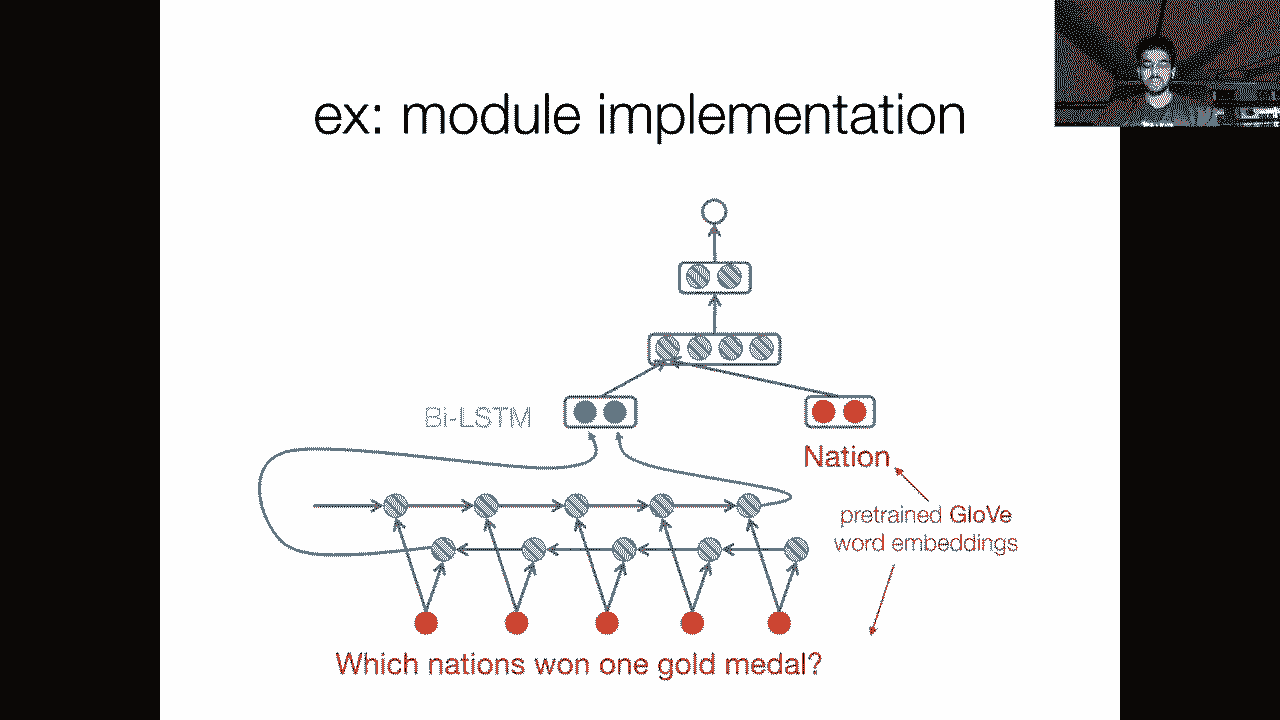 ex: module implementation
Bi-LSTM
Nation
pretrained GloVe
word embeddings
Which nations won one gold medal?